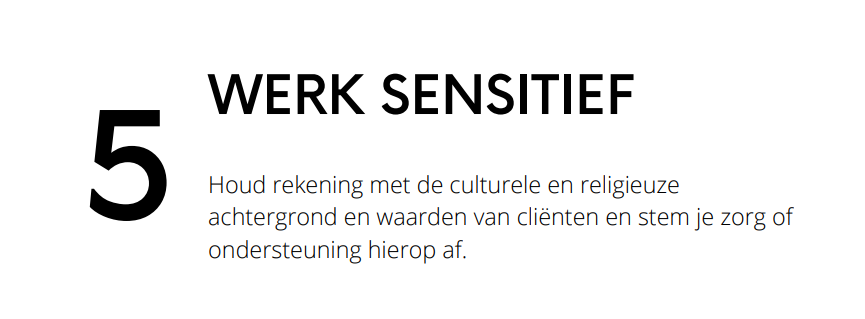 5
WERK SENSITIEF
Houd rekening met de culturele en religieuze
achtergrond en waarden van cliënten en stem je zorg of
ondersteuning hierop af.